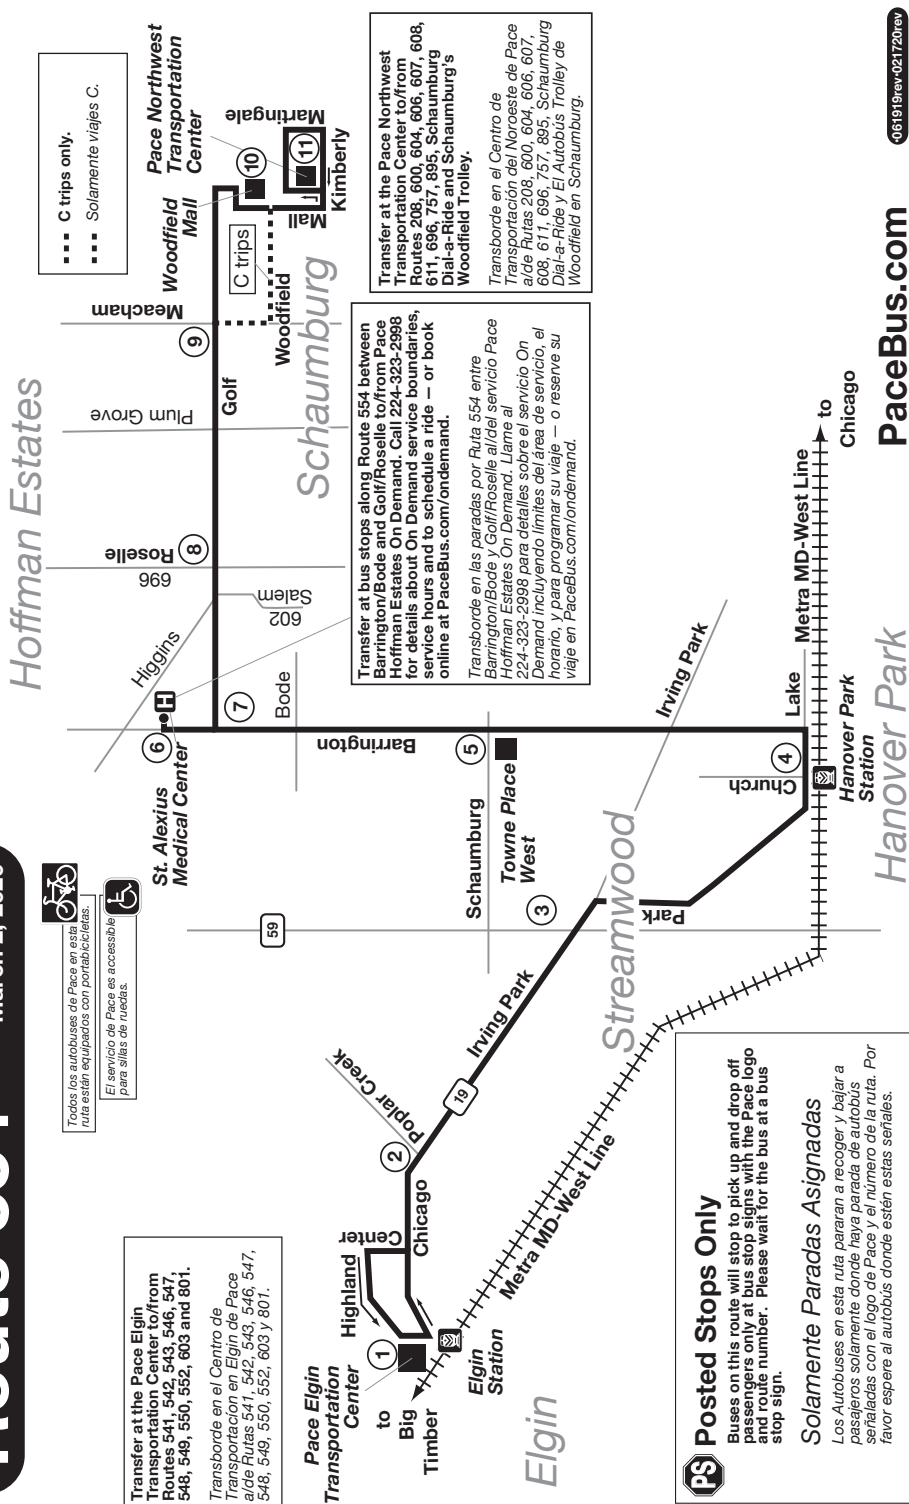 Todos los autobuses de Pace en esta
ruta están equipados con portabicicletas.
El servicio de Pace es accessible
para sillas de ruedas.
C trips only.
Solamente viajes C.
Hoffman Estates
Transfer at the Pace Elgin
Transportation Center to/from
Routes 541, 542, 543, 546, 547,
548, 549, 550, 552, 603 and 801.
Transborde en el Centro de
Transportacion en Elgin de Pace
a/de Rutas 541, 542, 543, 546, 547,
548, 549, 550, 552, 603 y 801.
St. Alexius
Medical Center
6
H
7
Higgins
Salem
602
Roselle
696
8
Plum Grove
Golf
Meacham
9
Woodfield
Mall
Pace Northwest
Transportation
Center
10
11
Martingale
Kimberly
Mall
C trips
Woodfield
Schaumburg
Bode
Barrington
59
Pace Elgin
Transportation
Center
to
Big
Timber
1
Highland
Center
Chicago
2
Poplar Creek
19
Irving Park
Elgin
Station
Elgin
Metra MD-West Line
3
Schaumburg
5
Towne Place
West
Streamwood
Park
Irving Park
Church
4
Lake
Hanover Park
Station
Hanover Park
Metra MD-West Line
to
Chicago
Transfer at bus stops along Route 554 between
Barrington/Bode and Golf/Roselle to/from Pace
Hoffman Estates On Demand. Call 224-323-2998
for details about On Demand service boundaries,
service hours and to schedule a ride — or book
online at PaceBus.com/ondemand.
Transborde en las paradas por Ruta 554 entre
Barrington/Bode y Golf/Roselle al/del servicio Pace
Hoffman Estates On Demand. Llame al
224-323-2998 para detalles sobre el servicio On
Demand incluyendo límites del área de servicio, el
horario, y para programar su viaje — o reserve su
viaje en PaceBus.com/ondemand.
Transfer at the Pace Northwest
Transportation Center to/from
Routes 208, 600, 604, 606, 607, 608,
611, 696, 757, 895, Schaumburg
Dial-a-Ride and Schaumburg's
Woodfield Trolley.
Transborde en el Centro de
Transportación del Noroeste de Pace
a/de Rutas 208, 600, 604, 606, 607,
608, 611, 696, 757, 895, Schaumburg
Dial-a-Ride y El Autobús Trolley de
Woodfield en Schaumburg.
PS Posted Stops Only
Buses on this route will stop to pick up and drop off
passengers only at bus stop signs with the Pace logo
and route number. Please wait for the bus at a bus
stop sign.
Solamente Paradas Asignadas
Los Autobuses en esta ruta pararan a recoger y bajar a
pasajeros solamente donde haya parada de autobús
señaladas con el logo de Pace y el número de la ruta. Por
favor espere al autobús donde estén estas señales.
PaceBus.com
061919rev-021720rev